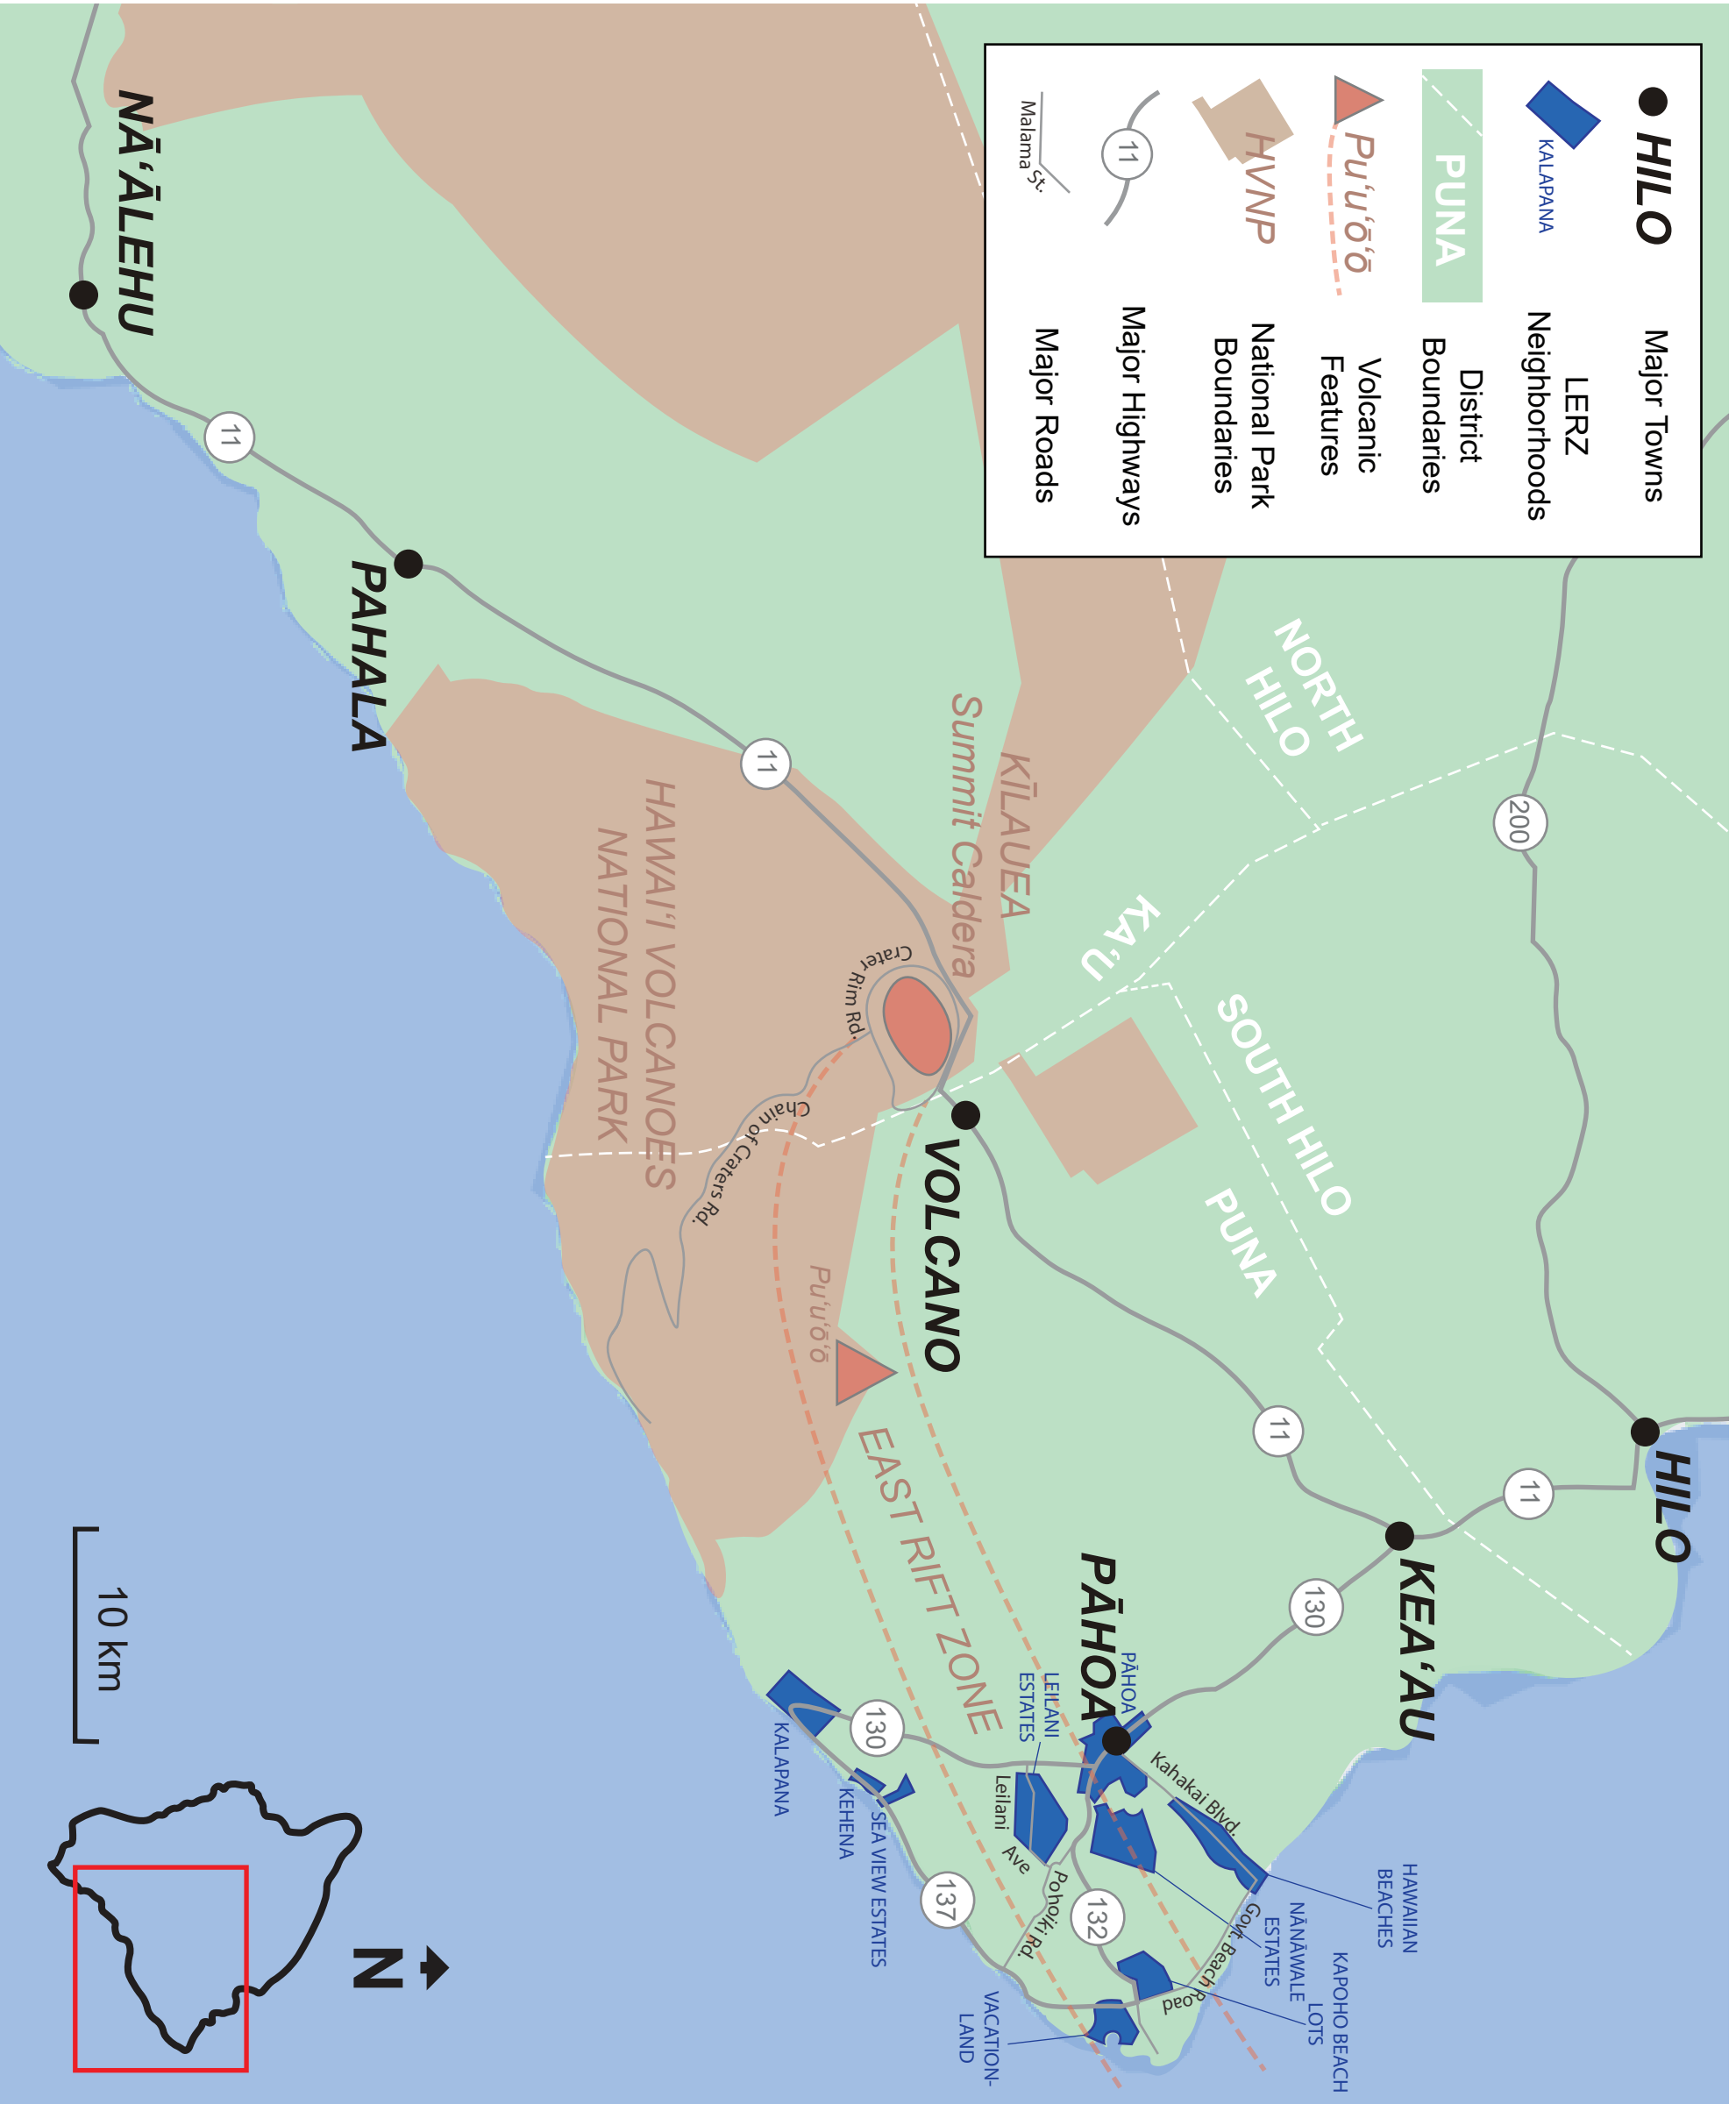 HILO
Major Towns
KALAPANA
LERZ
Neighborhoods
PUNA
District
Boundaries
Pu‘u‘ō‘ō
Volcanic
Features
HVNP
National Park
Boundaries
11
Major Highways
Malama St.
Major Roads
NORTH
HILO
200
SOUTH HILO
PUNA
KA‘U
HILO
11
KEA‘AU
11
130
KĪLAUEA
Summit Caldera
Crater Rim Rd.
VOLCANO
Chain of Craters Rd.
Pu‘u‘ō‘ō
EAST RIFT ZONE
HAWAI‘I VOLCANOES
NATIONAL PARK
11
PAHALA
11
NĀ‘ĀLEHU
PĀHOA
PĀHOA
LEILANI
ESTATES
Leilani Ave
Kahakai Blvd.
HAWAIIAN
BEACHES
NĀNĀWALE
ESTATES
Govt. Beach Road
KAPOHO BEACH
LOTS
132
Pohoiki Rd.
VACATION-
LAND
137
130
KALAPANA
KEHENA
SEA VIEW ESTATES
10 km
N